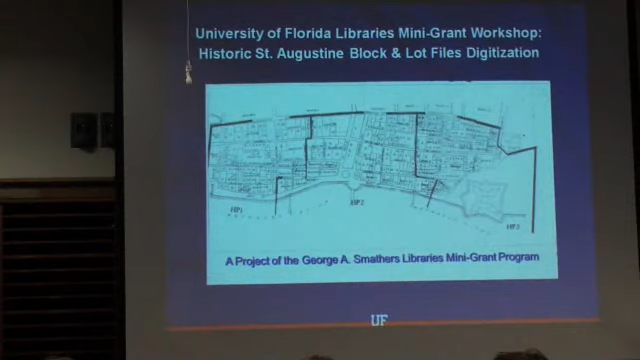 University of Florida Libraries Mini-Grant Workshop:
Historic St. Augustine Block & Lot Files Digitization
HP1
HP2
HP3
A Project of the George A. Smathers Libraries Mini-Grant Program
UF